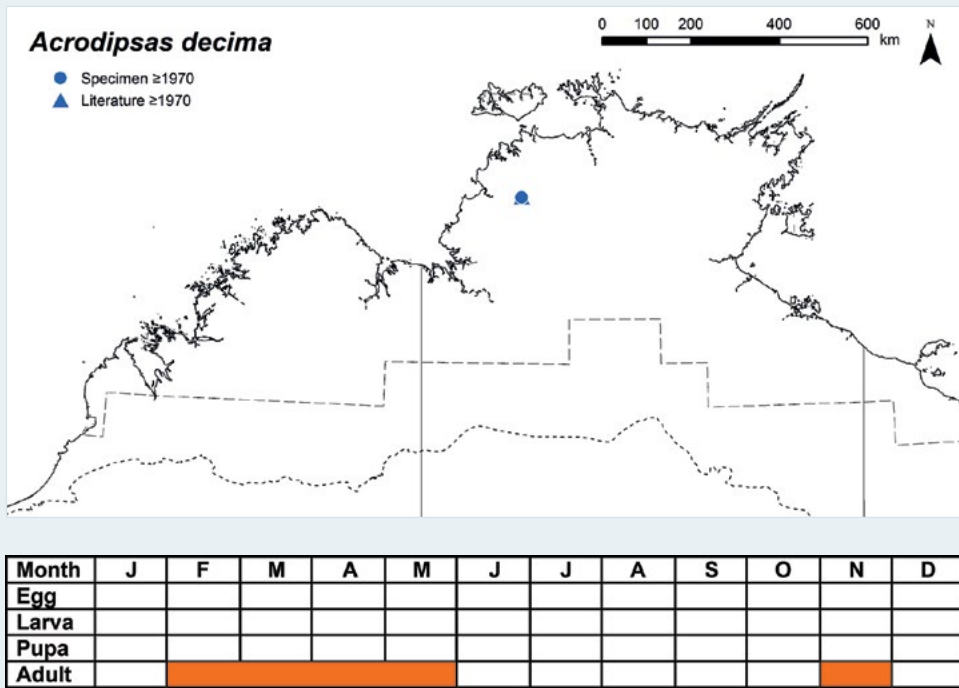 Acrodipsas decima
Specimen ≥1970
Literature ≥1970
0 100 200 400 600
km
N
Month J F M A M J J A S O N D
Egg
Larva
Pupa
Adult